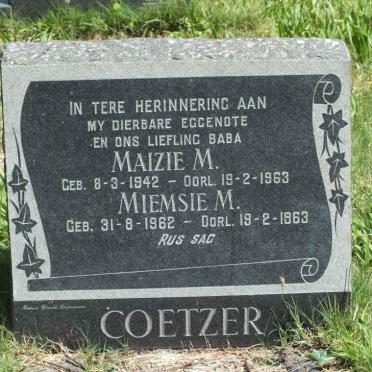 IN TERE HERINNERING AAN
MY DIERBARE EGGENOTE
EN ONS LIEFLING BABA
MAIZIE M.
GEB. 8-3-1942 – OORL. 19-2-1963
MIEMSIE M.
GEB. 31-8-1962 – OORL. 19-2-1963
RUS SAG
COETZER